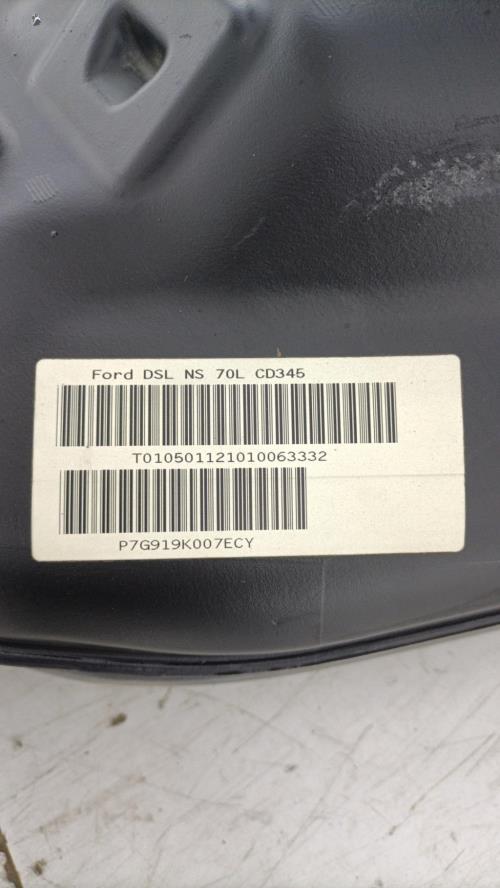 Ford DSL NS 70L CD345
T010501121010063332
P7G919K007ECY